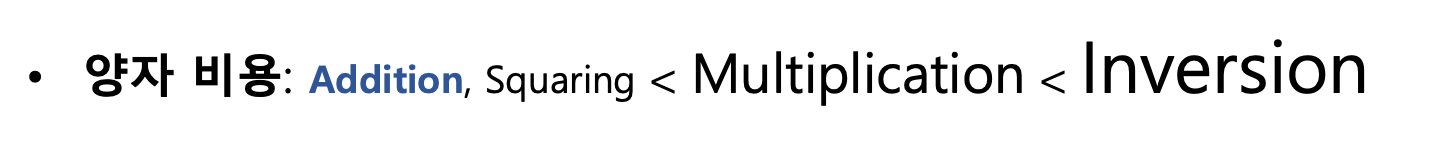 • 양자 비용: Addition, Squaring < Multiplication < Inversion